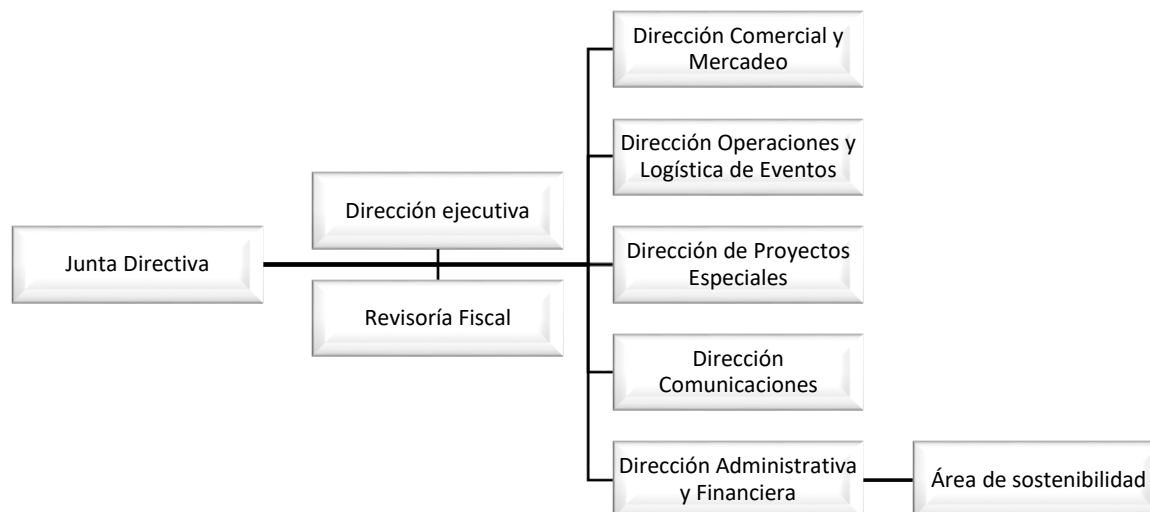 Junta Directiva
Dirección ejecutiva
Revisoría Fiscal
Dirección Comercial y
Mercadeo
Dirección Operaciones y
Logística de Eventos
Dirección de Proyectos
Especiales
Dirección
Comunicaciones
Dirección Administrativa
y Financiera
Área de sostenibilidad